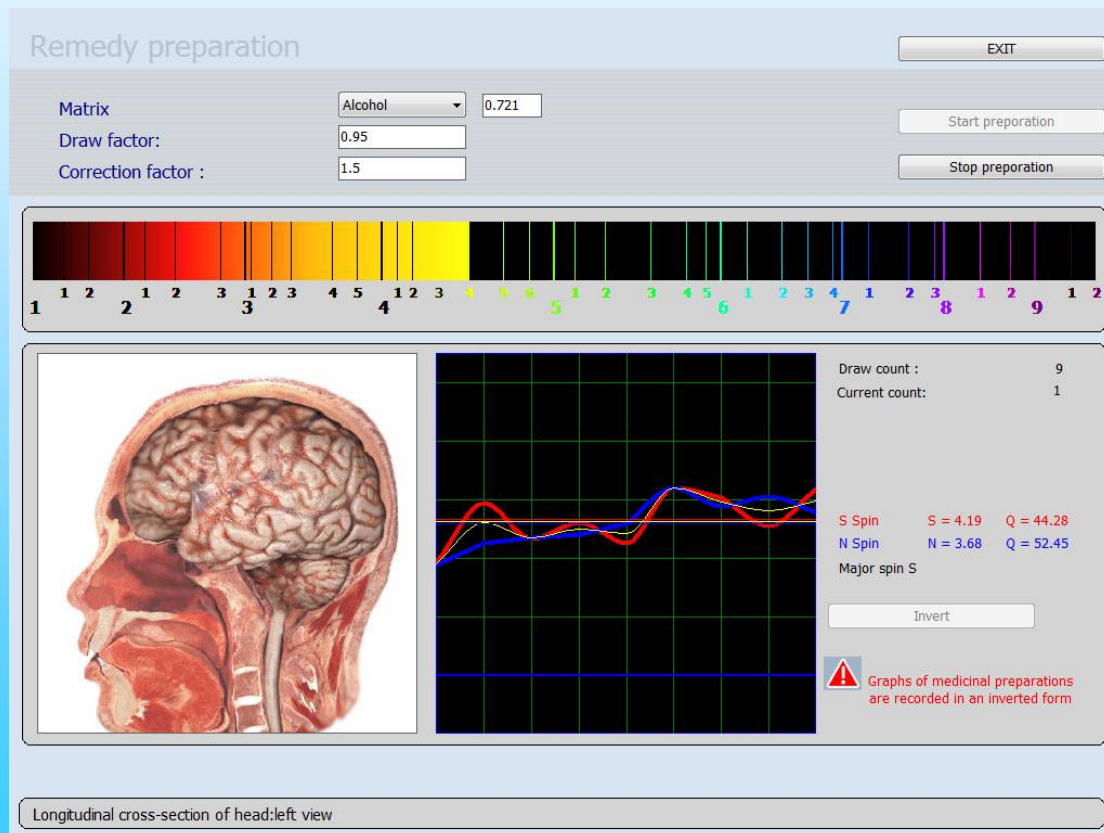 Remedy preparation
EXIT
Matrix Alcohol 0.721
Start preporation
Draw factor: 0.95
Correction factor : 1.5
Stop preporation
1 2 1 2 3 1 2 3 4 5 1 2 3 4 5 6 1 2 3 4 5 1 2 3 4 1 2 3 1 2 1 2
1 2 3 4 5 6 7 8 9
Draw count : 9
Current count: 1
S Spin S = 4.19 Q = 44.28
N Spin N = 3.68 Q = 52.45
Major spin S
Invert
Graphs of medicinal preparations
are recorded in an inverted form
Longitudinal cross-section of head:left view